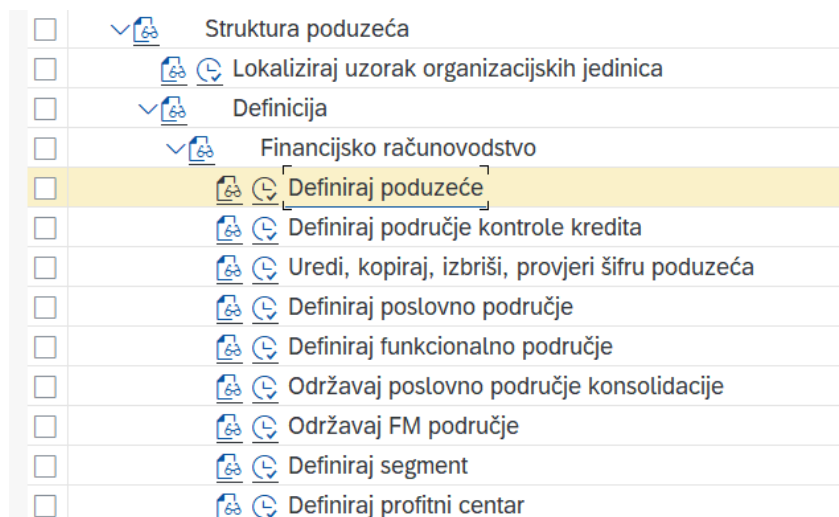 Struktura poduzeća
Lokaliziraj uzorak organizacijskih jedinica
Definicija
Financijsko računovodstvo
Definiraj poduzeće
Definiraj područje kontrole kredita
Uredi, kopiraj, izbriši, provjeri šifru poduzeća
Definiraj poslovno područje
Definiraj funkcionalno područje
Održavaj poslovno područje konsolidacije
Održavaj FM područje
Definiraj segment
Definiraj profitni centar